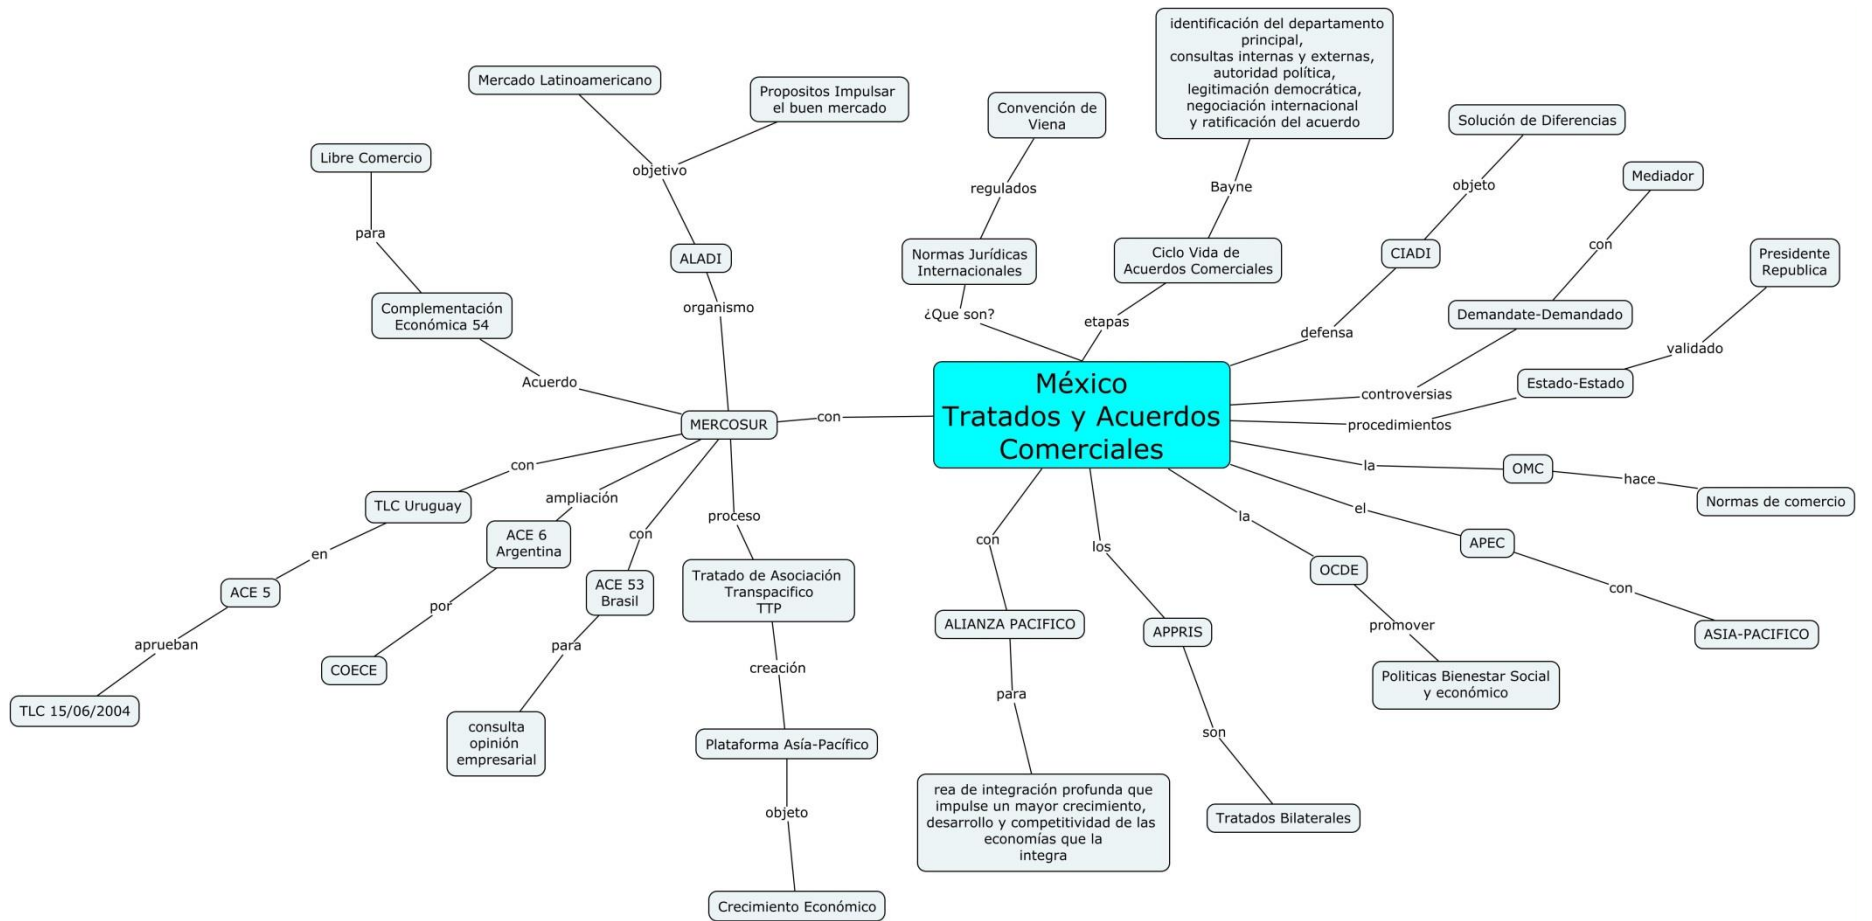 identificación del departamento
principal,
consultas internas y externas,
autoridad política,
legitimación democrática,
negociación internacional
y ratificación del acuerdo
Mercado Latinoamericano
Propositos Impulsar
el buen mercado
Convención de
Viena
Solución de Diferencias
Libre Comercio
objetivo
regulados
Bayne
objeto
Mediador
para
ALADI
Normas Jurídicas
Internacionales
Ciclo Vida de
Acuerdos Comerciales
CIADI
con
Presidente
Republica
Complementación
Económica 54
organismo
¿Que son?
etapas
defensa
Demandate-Demandado
validado
Acuerdo
México
Tratados y Acuerdos
Comerciales
controversias
Estado-Estado
MERCOSUR
con
procedimientos
con
la
OMC
hace
Normas de comercio
TLC Uruguay
ampliación
proceso
la
el
en
ACE 6
Argentina
con
con
los
APEC
ACE 5
ACE 53
Brasil
Tratado de Asociación
Transpacifico
TTP
OCDE
con
aprueban
por
para
ALIANZA PACIFICO
APPRIS
promover
ASIA-PACIFICO
COECE
creación
para
Politicas Bienestar Social
y económico
TLC 15/06/2004
consulta
opinión
empresarial
Plataforma Asía-Pacífico
son
objeto
rea de integración profunda que
impulse un mayor crecimiento,
desarrollo y competitividad de las
economías que la
integra
Tratados Bilaterales
Crecimiento Económico